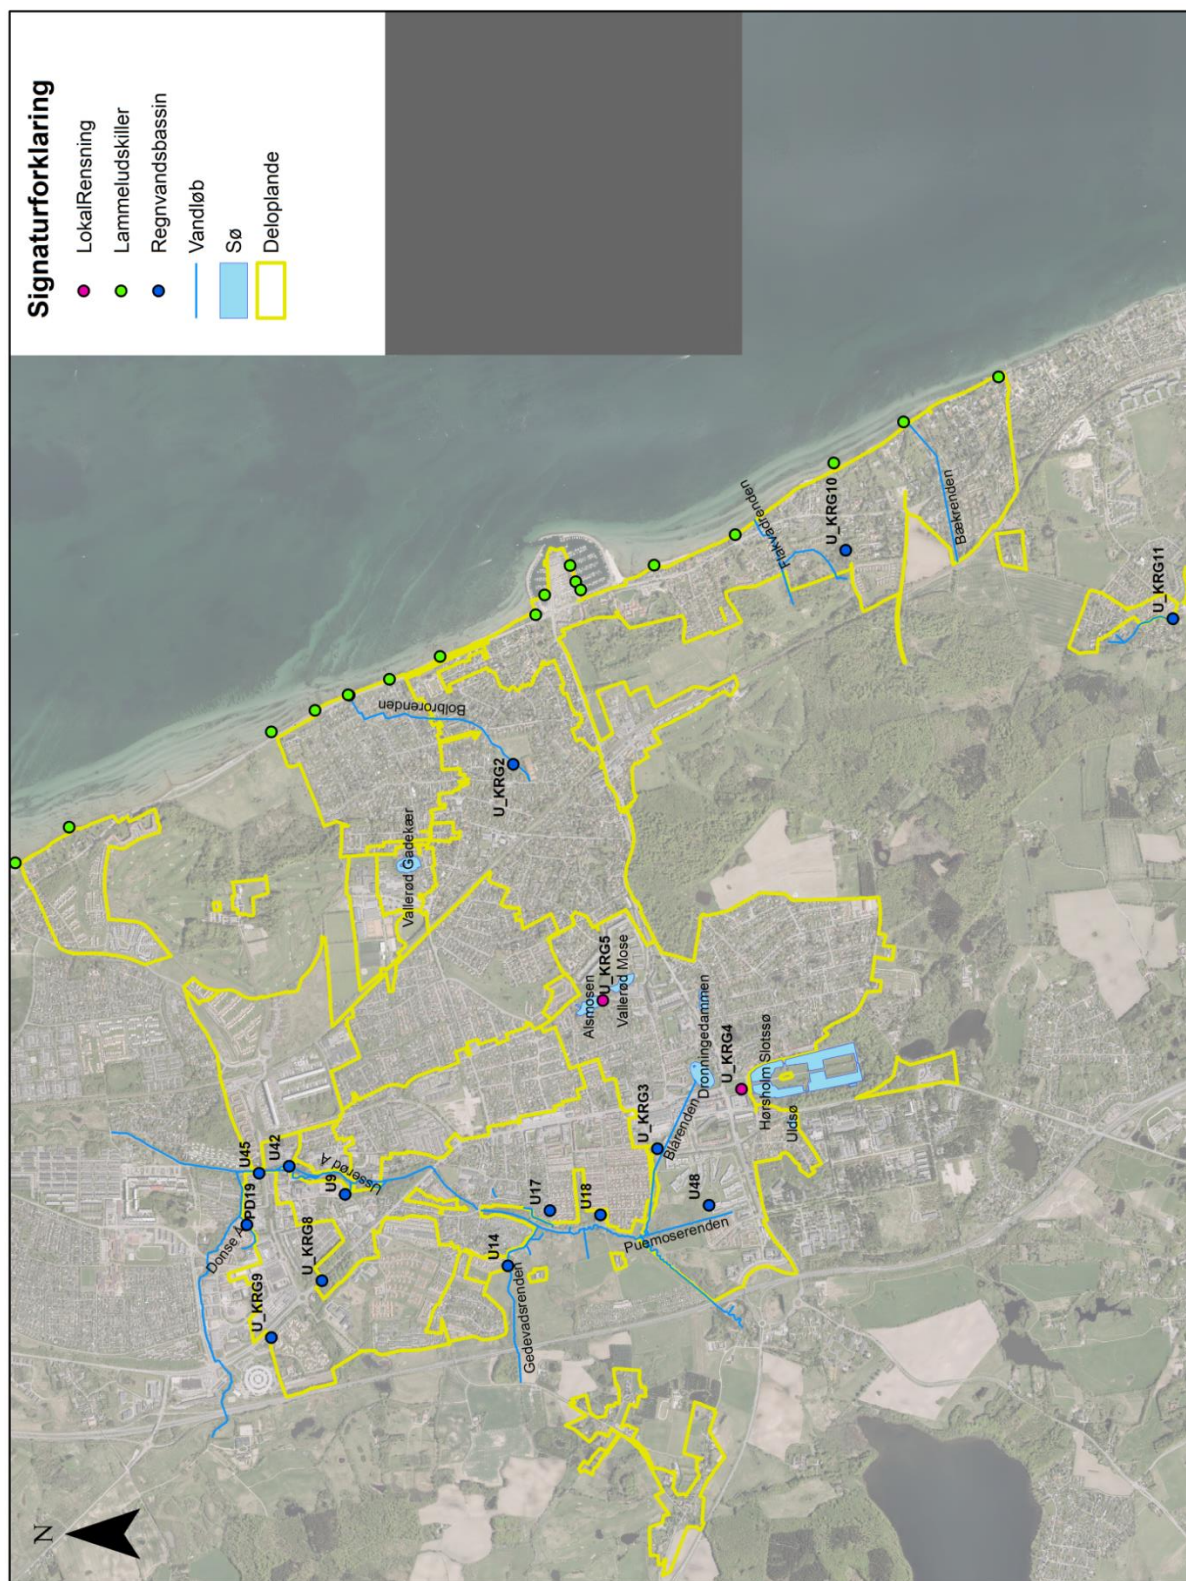 Signaturforklaring
LokalRensning
Lammeludskiller
Regnvandsbassin
Vandløb
Sø
Deloplande
N
Donse Å
PD19
U45
U42
U_KRG9
U_KRG8
U9
Usserød Å
U14
Gedevadsrenden
U17
U18
Puemoserenden
U48
U_KRG3
Blårenden
Dronningedammen
U_KRG4
Hørsholm Slotssø
Uldsø
Alsmosen
U_KRG5
Vallerød Mose
Vallerød Gadekær
Bolbrorenden
U_KRG2
Flakvadrenden
U_KRG10
Bækrenden
U_KRG11